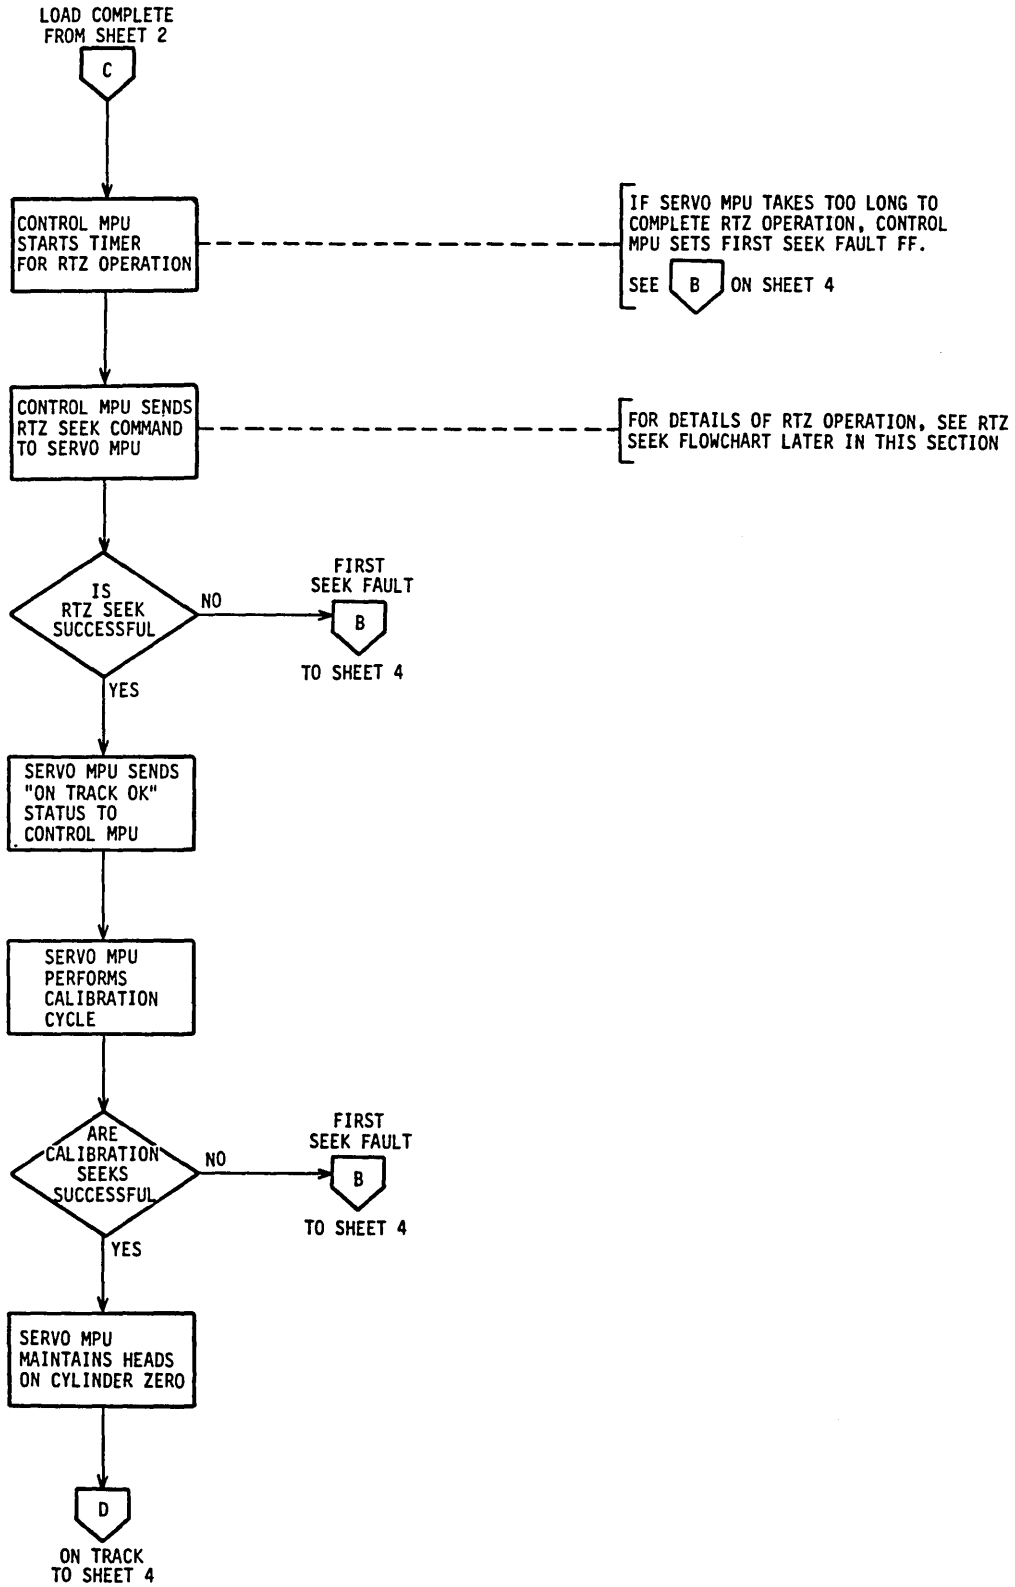 LOAD COMPLETE
FROM SHEET 2
C
CONTROL MPU
STARTS TIMER
FOR RTZ OPERATION
IF SERVO MPU TAKES TOO LONG TO
COMPLETE RTZ OPERATION, CONTROL
MPU SETS FIRST SEEK FAULT FF.
SEE B ON SHEET 4
CONTROL MPU SENDS
RTZ SEEK COMMAND
TO SERVO MPU
FOR DETAILS OF RTZ OPERATION, SEE RTZ
SEEK FLOWCHART LATER IN THIS SECTION
IS
RTZ SEEK
SUCCESSFUL
NO
FIRST
SEEK FAULT
B
TO SHEET 4
YES
SERVO MPU SENDS
"ON TRACK OK"
STATUS TO
CONTROL MPU
SERVO MPU
PERFORMS
CALIBRATION
CYCLE
ARE
CALIBRATION
SEEKS
SUCCESSFUL
NO
FIRST
SEEK FAULT
B
TO SHEET 4
YES
SERVO MPU
MAINTAINS HEADS
ON CYLINDER ZERO
D
ON TRACK
TO SHEET 4